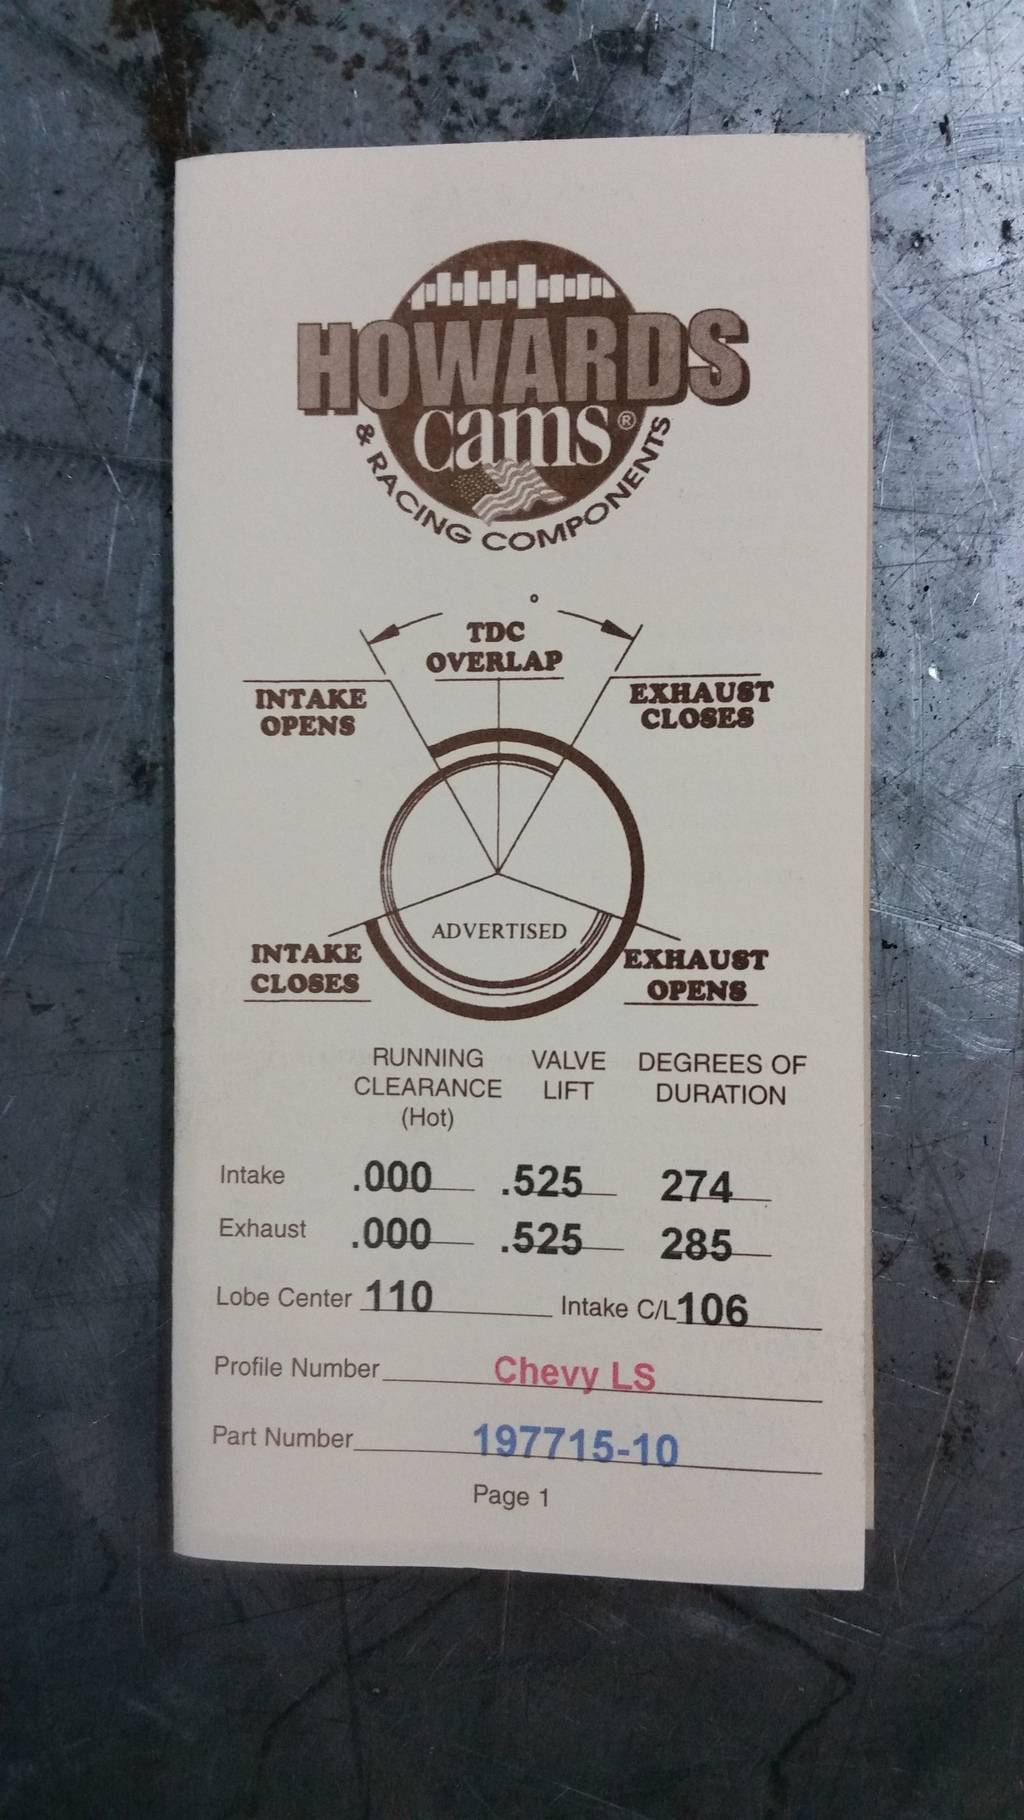 HOWARDS
cams®
& RACING COMPONENTS
°
TDC
OVERLAP
INTAKE
OPENS
EXHAUST
CLOSES
ADVERTISED
INTAKE
CLOSES
EXHAUST
OPENS
RUNNING CLEARANCE (Hot) VALVE LIFT DEGREES OF DURATION
Intake .000 .525 274
Exhaust .000 .525 285
Lobe Center 110 Intake C/L 106
Profile Number Chevy LS
Part Number 197715-10
Page 1